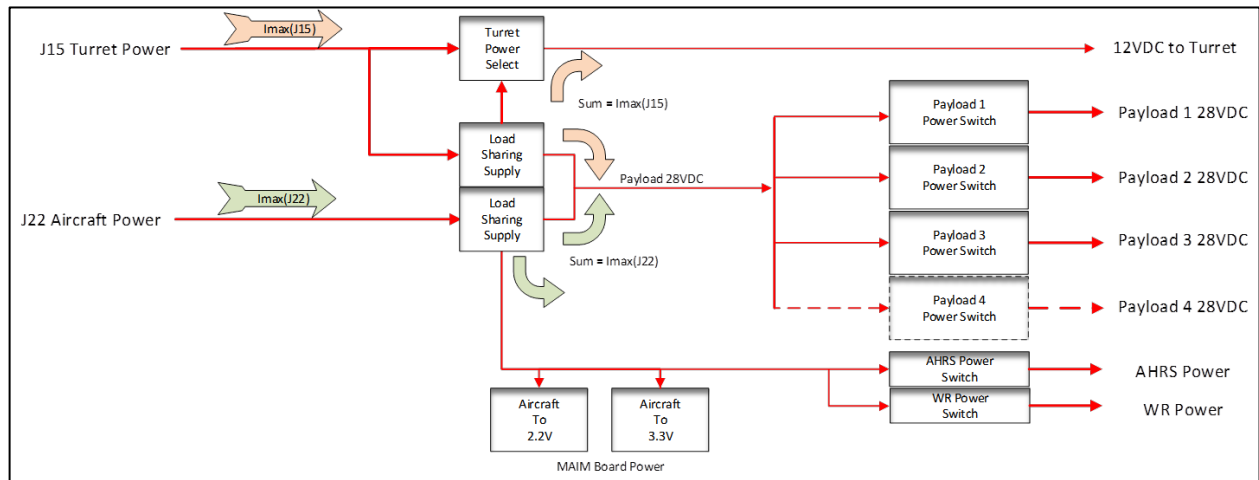 Imax(J15)
J15 Turret Power
Turret
Power
Select
12VDC to Turret
Sum = Imax(J15)
Load
Sharing
Supply
Payload 28VDC
Imax(J22)
J22 Aircraft Power
Load
Sharing
Supply
Sum = Imax(J22)
Payload 1
Power Switch
Payload 1 28VDC
Payload 2
Power Switch
Payload 2 28VDC
Payload 3
Power Switch
Payload 3 28VDC
Payload 4
Power Switch
Payload 4 28VDC
AHRS Power
Switch
AHRS Power
WR Power
Switch
WR Power
Aircraft
To
2.2V
Aircraft
To
3.3V
MAIM Board Power